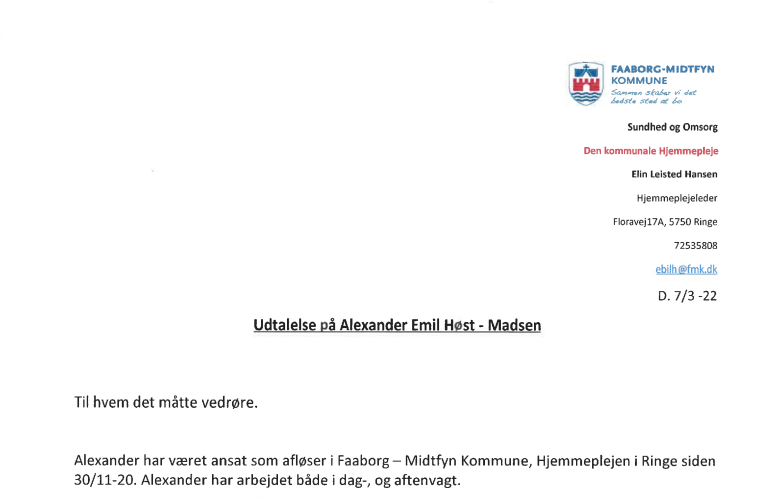 FAABORG-MIDTFYN
KOMMUNE
Sammen skaber vi det
bedste sted at bo
Sundhed og Omsorg
Den kommunale Hjemmepleje
Elin Leisted Hansen
Hjemmeplejeleder
Floravej17A, 5750 Ringe
72535808
ebilh@fmk.dk
D. 7/3 -22
Udtalelse på Alexander Emil Høst - Madsen
Til hvem det måtte vedrøre.
Alexander har været ansat som afløser i Faaborg – Midtfyn Kommune, Hjemmeplejen i Ringe siden
30/11-20. Alexander har arbejdet både i dag-, og aftenvagt.